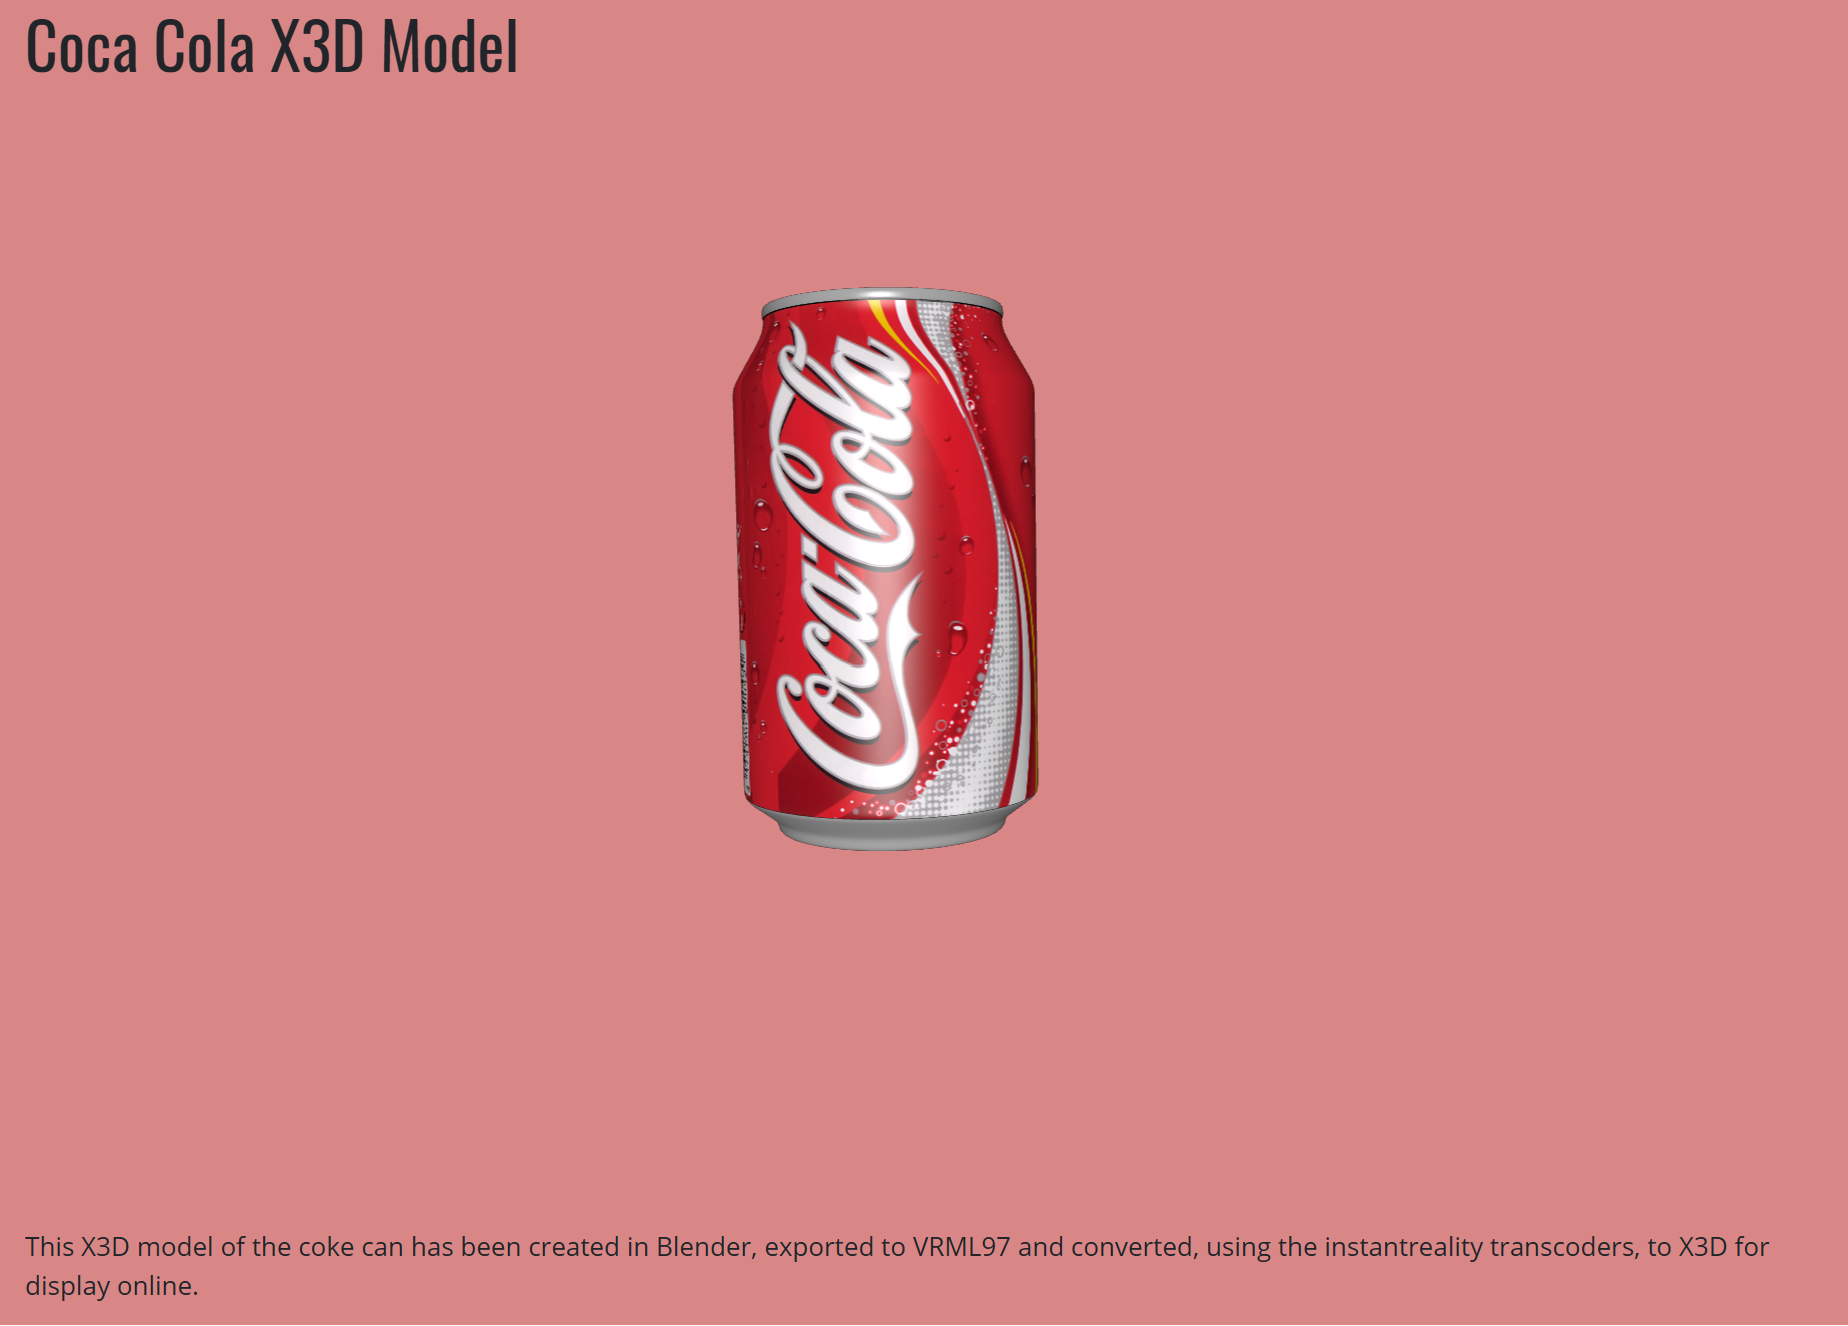 Coca Cola X3D Model
Coca-Cola
This X3D model of the coke can has been created in Blender, exported to VRML97 and converted, using the instantreality transcoders, to X3D for
display online.